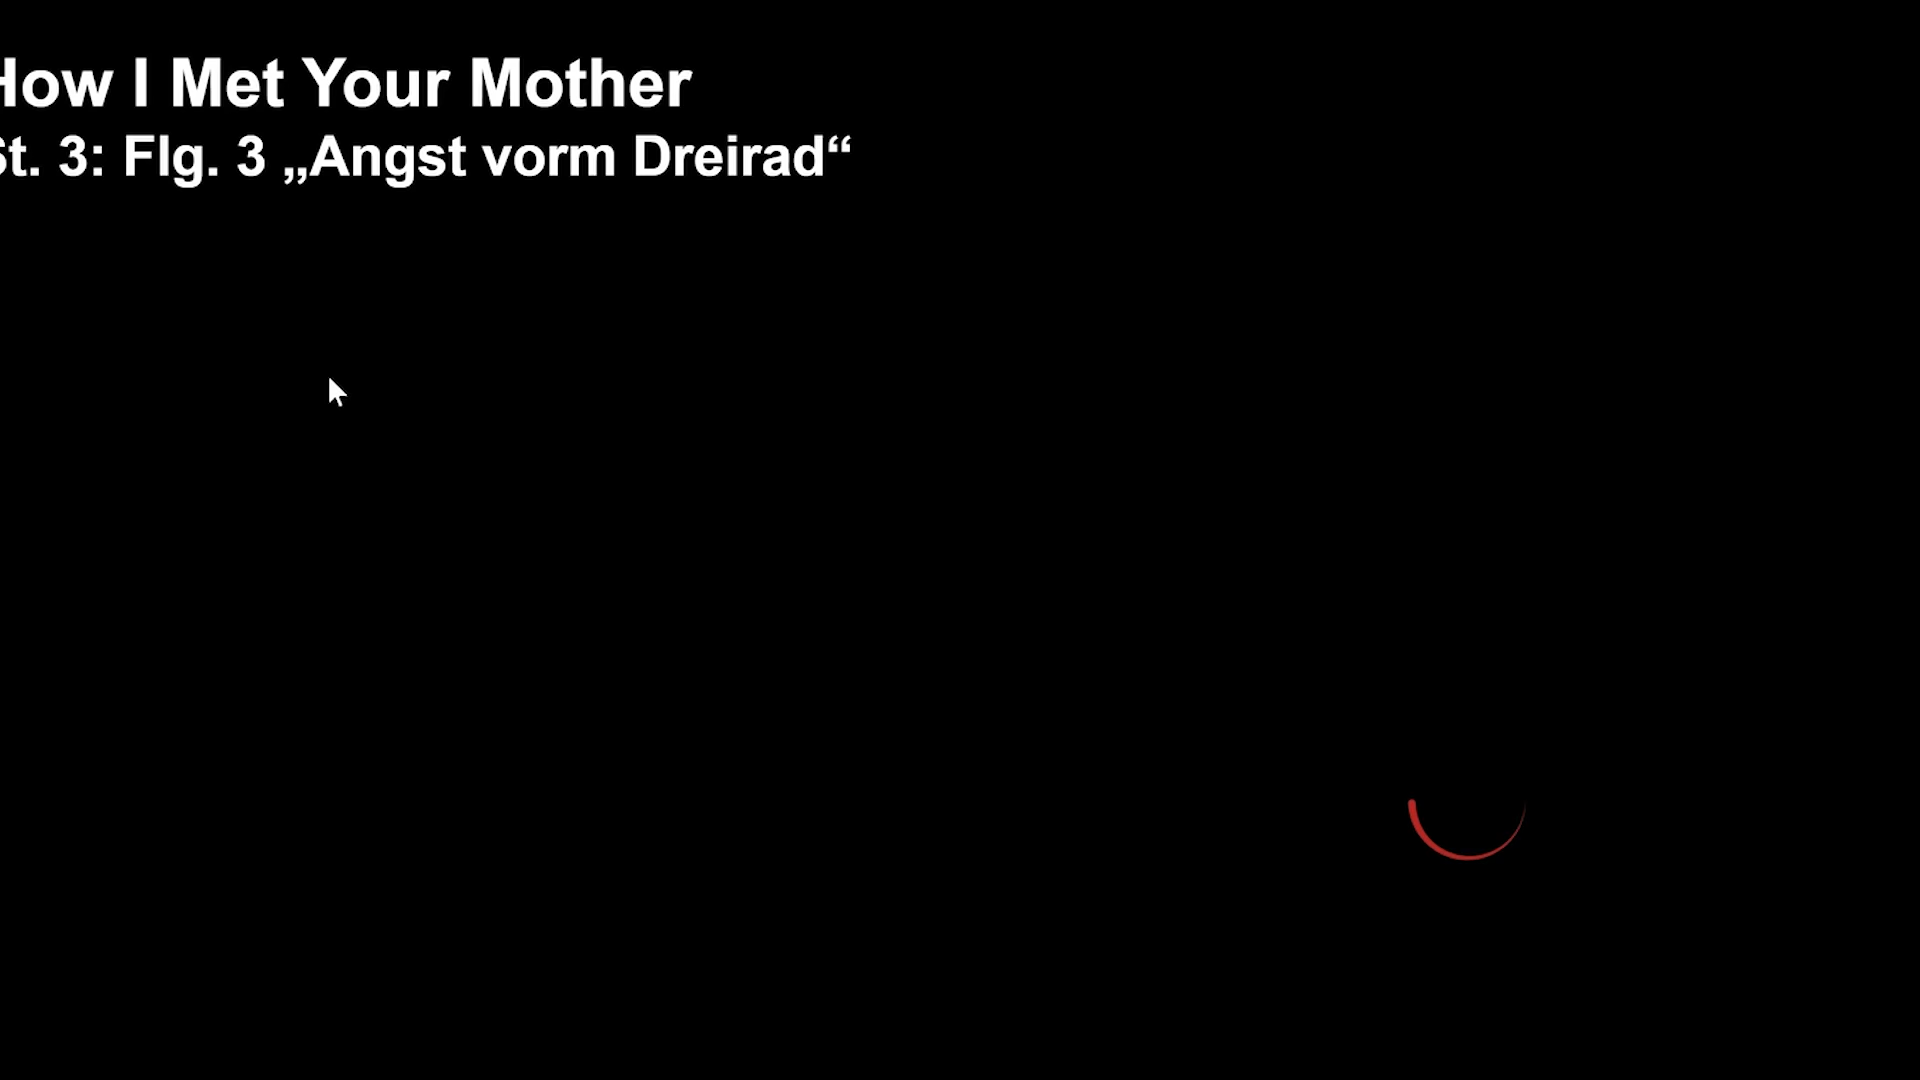 How I Met Your Mother
St. 3: Flg. 3 „Angst vorm Dreirad“